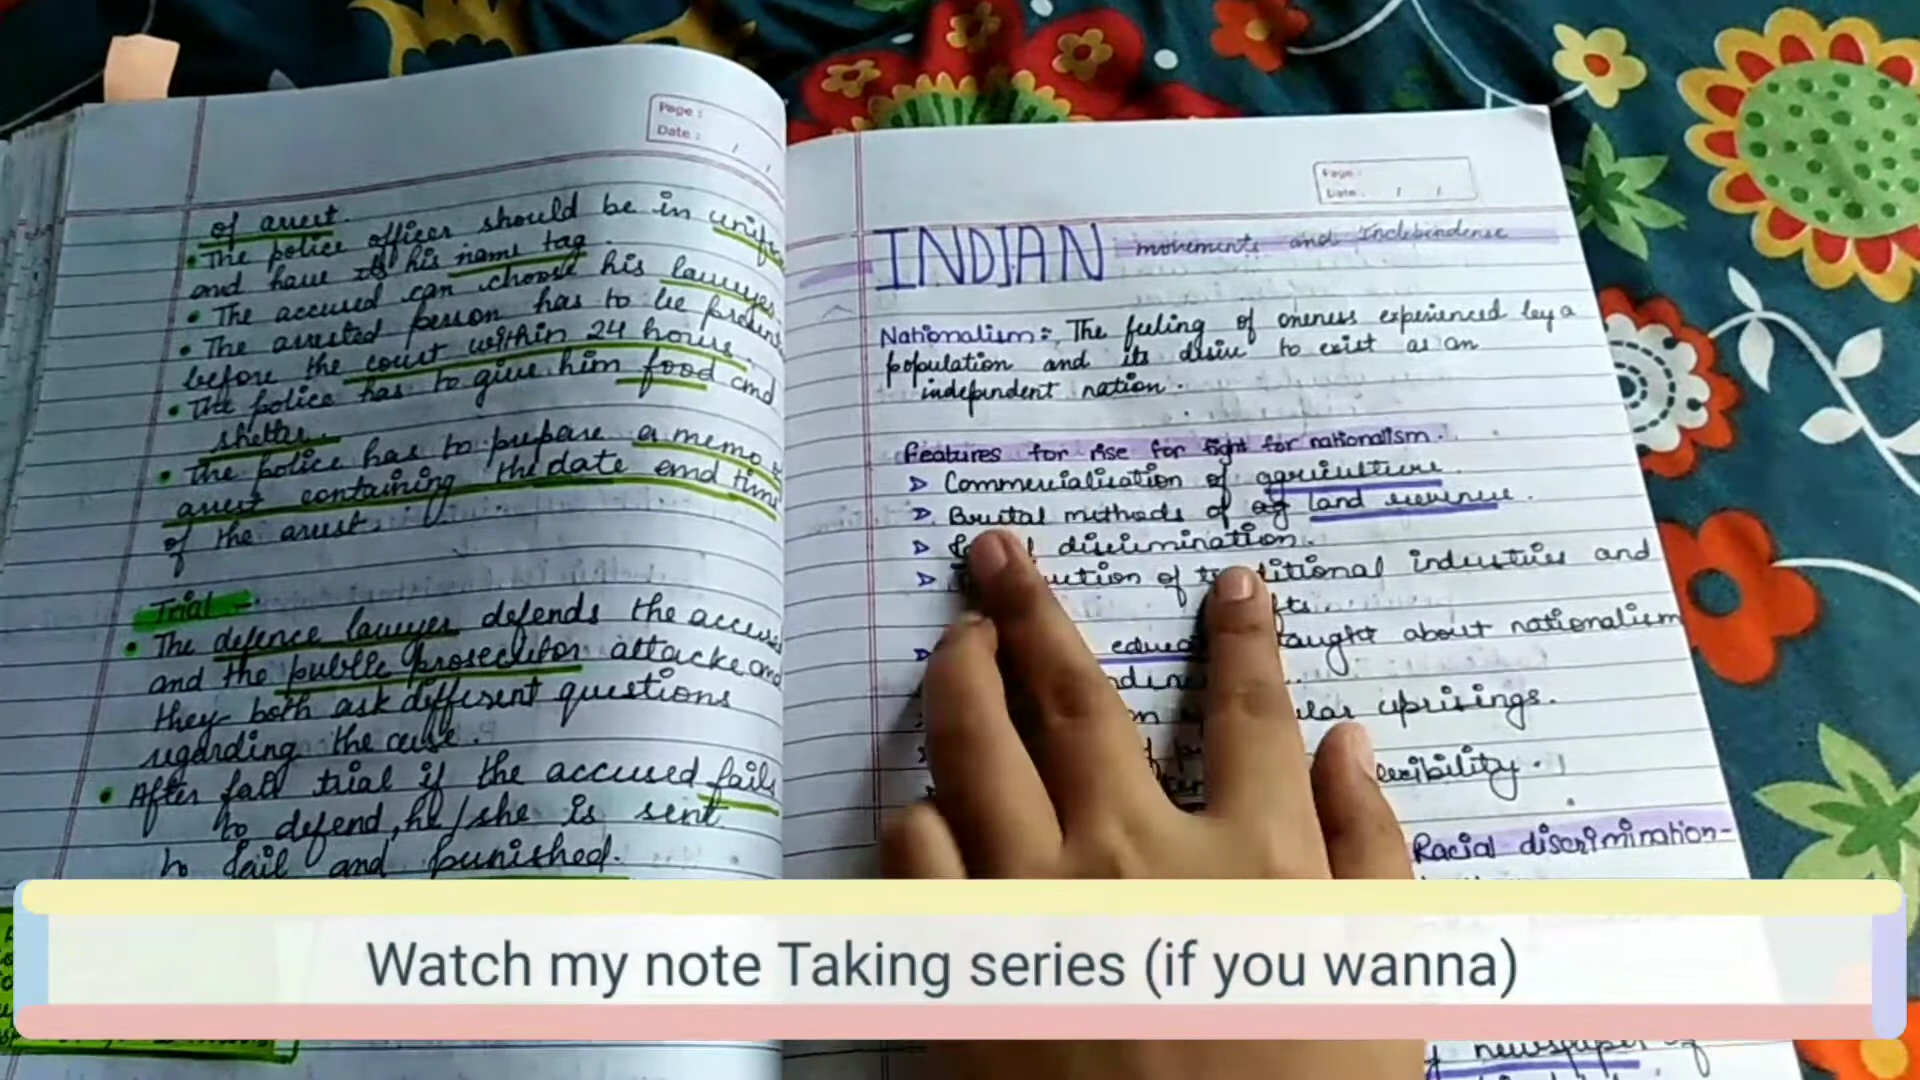 Page :
Date : / /
of arrest.
• The police officer should be in
and have its his name tag.
• The accused can choose his lawyer
• The arrested person has to be present
before the court within 24 hours.
• The police has to give him food and
shelter.
• The police has to prepare a memo
arrest containing the date and time
of the arrest.
Trial -
• The defence lawyer defends the accused
and the public prosecutor attacke and
they both ask different questions
regarding the case.
• After fall trial if the accused fails
to defend, he/she is sent
to Jail and punished.
Page :
Date : / /
INDIAN movements and Independense
Nationalism:- The feeling of oneness experienced by a
population and its desire to exist as an
independent nation.
Features for rise for fight for nationalism.
Commercialisation of agriculture.
Brutal methods of ag land revenue.
discrimination.
of industries and
taught about nationalism
uprisings.
Racial discrimination-
newspaper of
Watch my note Taking series (if you wanna)